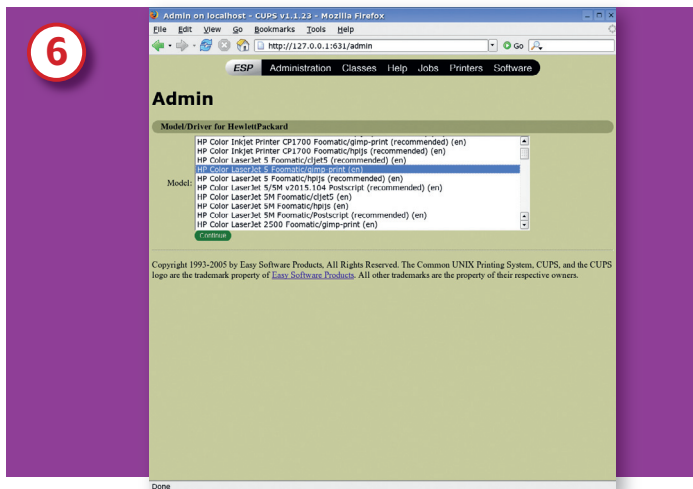 6
Admin on localhost - CUPS v1.1.23 - Mozilla Firefox
File Edit View Go Bookmarks Tools Help
http://127.0.0.1:631/admin Go
ESP Administration Classes Help Jobs Printers Software
Admin
Model/Driver for HewlettPackard
HP Color Inkjet Printer CP1700 Foomatic/gimp-print (recommended) (en)
HP Color Inkjet Printer CP1700 Foomatic/hpijs (recommended) (en)
HP Color LaserJet 5 Foomatic/cljet5 (recommended) (en)
HP Color LaserJet 5 Foomatic/gimp-print (en)
HP Color LaserJet 5 Foomatic/hpijs (recommended) (en)
Model: HP Color LaserJet 5/5M v2015.104 Postscript (recommended) (en)
HP Color LaserJet 5M Foomatic/cljet5 (en)
HP Color LaserJet 5M Foomatic/hpijs (en)
HP Color LaserJet 5M Foomatic/Postscript (recommended) (en)
HP Color LaserJet 2500 Foomatic/gimp-print (en)
Continue
Copyright 1993-2005 by Easy Software Products, All Rights Reserved. The Common UNIX Printing System, CUPS, and the CUPS
logo are the trademark property of Easy Software Products. All other trademarks are the property of their respective owners.
Done